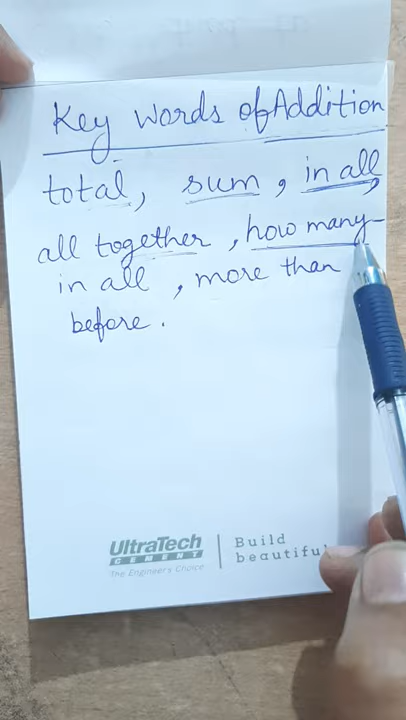 Key words of Addition
total, sum, in all,
all together, how many
in all, more than
before.
UltraTech
CEMENT
The Engineer's Choice
Build
beautiful